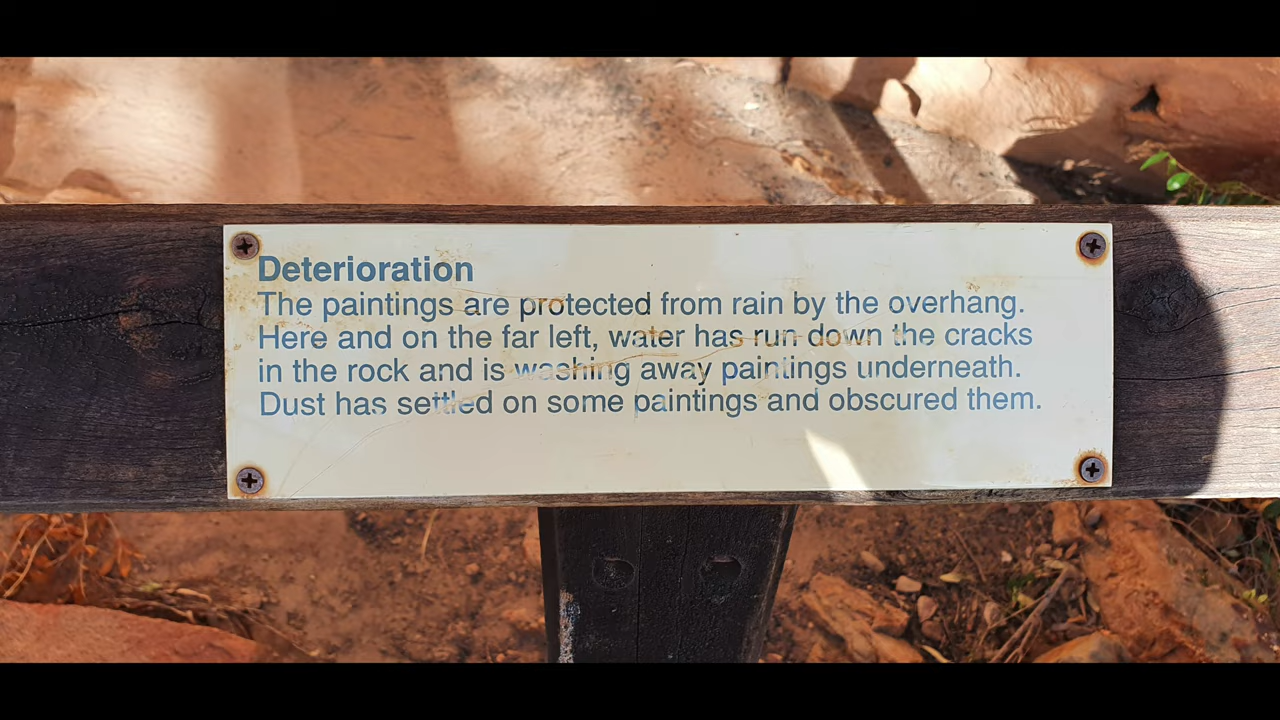 Deterioration
The paintings are protected from rain by the overhang.
Here and on the far left, water has run down the cracks
in the rock and is washing away paintings underneath.
Dust has settled on some paintings and obscured them.